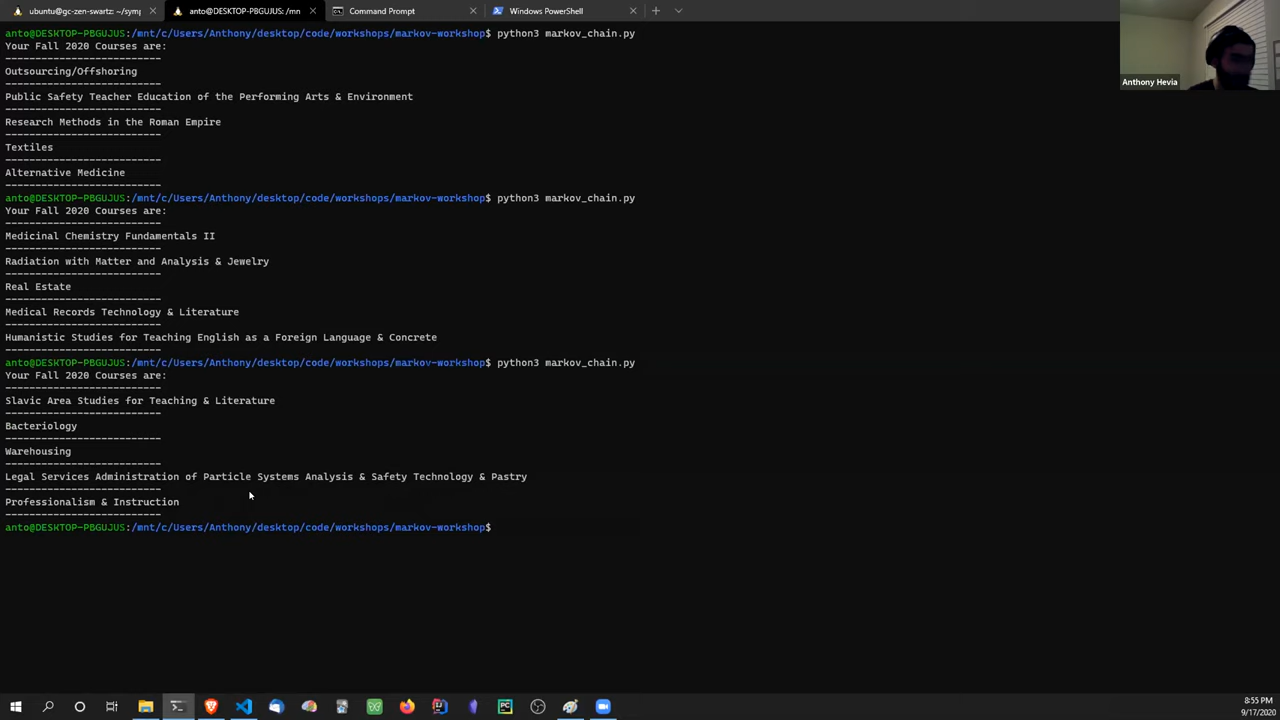 ubuntu@gc-zen-swartz: ~/symp
anto@DESKTOP-PBGUJUS: /mn
Command Prompt
Windows PowerShell
anto@DESKTOP-PBGUJUS:/mnt/c/Users/Anthony/desktop/code/workshops/markov-workshop$ python3 markov_chain.py
Your Fall 2020 Courses are:
--------------------------
Outsourcing/Offshoring
--------------------------
Public Safety Teacher Education of the Performing Arts & Environment
--------------------------
Research Methods in the Roman Empire
--------------------------
Textiles
--------------------------
Alternative Medicine
--------------------------
anto@DESKTOP-PBGUJUS:/mnt/c/Users/Anthony/desktop/code/workshops/markov-workshop$ python3 markov_chain.py
Your Fall 2020 Courses are:
--------------------------
Medicinal Chemistry Fundamentals II
--------------------------
Radiation with Matter and Analysis & Jewelry
--------------------------
Real Estate
--------------------------
Medical Records Technology & Literature
--------------------------
Humanistic Studies for Teaching English as a Foreign Language & Concrete
--------------------------
anto@DESKTOP-PBGUJUS:/mnt/c/Users/Anthony/desktop/code/workshops/markov-workshop$ python3 markov_chain.py
Your Fall 2020 Courses are:
--------------------------
Slavic Area Studies for Teaching & Literature
--------------------------
Bacteriology
--------------------------
Warehousing
--------------------------
Legal Services Administration of Particle Systems Analysis & Safety Technology & Pastry
--------------------------
Professionalism & Instruction
--------------------------
anto@DESKTOP-PBGUJUS:/mnt/c/Users/Anthony/desktop/code/workshops/markov-workshop$
Anthony Hevia
PC
8:55 PM
9/17/2020